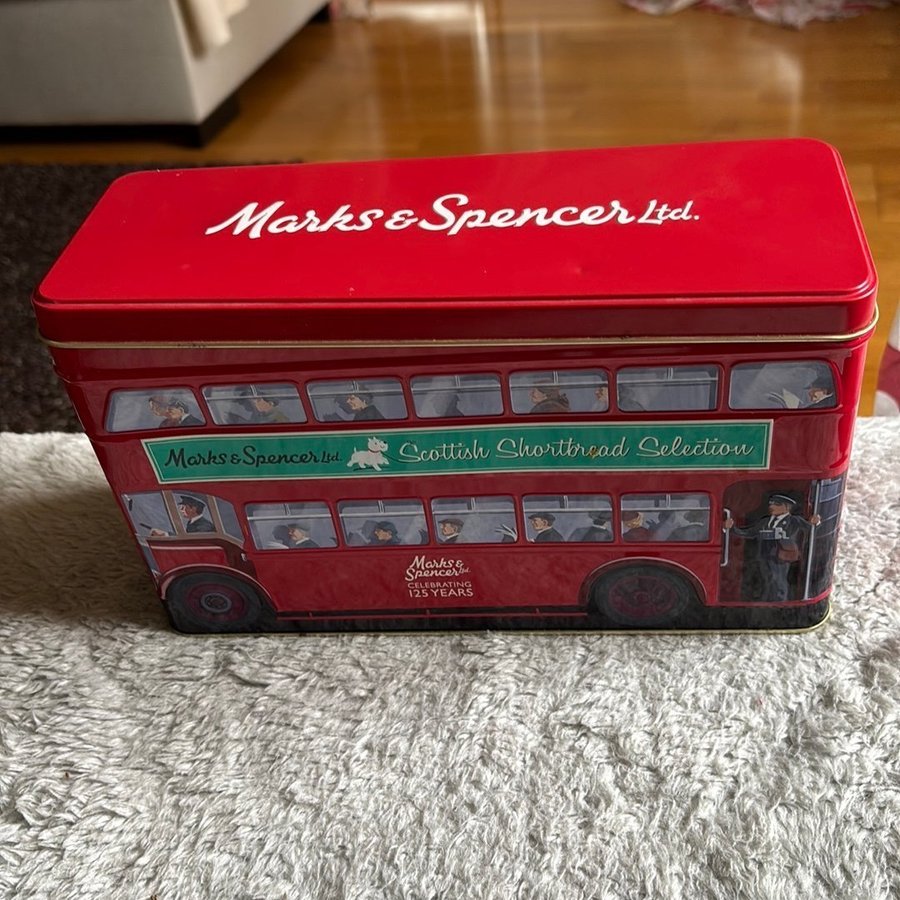 Marks & Spencer Ltd.
Marks & Spencer Ltd. Scottish Shortbread Selection
Marks &
Spencer Ltd.
CELEBRATING
125 YEARS